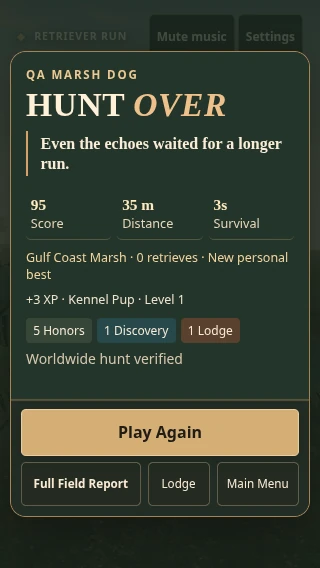 RETRIEVER RUN
Mute music
Settings
QA MARSH DOG
HUNT OVER
Even the echoes waited for a longer
run.
95
Score
35 m
Distance
3s
Survival
Gulf Coast Marsh · 0 retrieves · New personal
best
+3 XP · Kennel Pup · Level 1
5 Honors
1 Discovery
1 Lodge
Worldwide hunt verified
Play Again
Full Field Report
Lodge
Main Menu